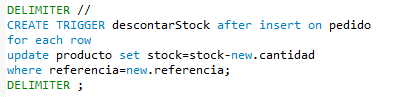 DELIMITER //
CREATE TRIGGER descontarStock after insert on pedido
for each row
update producto set stock=stock-new.cantidad
where referencia=new.referencia;
DELIMITER ;